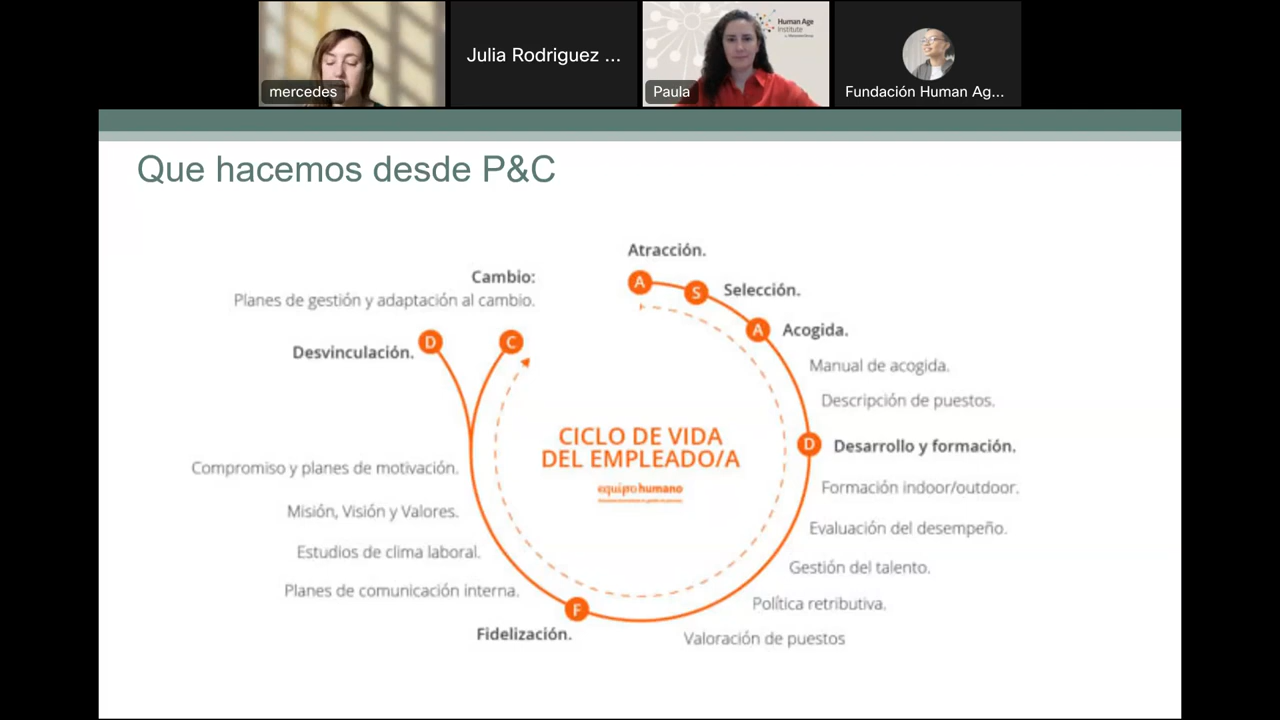 Human Age
Institute
mercedes
Julia Rodriguez ...
Paula
Fundación Human Ag...
Que hacemos desde P&C
Atracción.
A
S
Selección.
A
Acogida.
Manual de acogida.
Descripción de puestos.
D
Desarrollo y formación.
Formación indoor/outdoor.
Evaluación del desempeño.
Gestión del talento.
Política retributiva.
Valoración de puestos
F
Fidelización.
Planes de comunicación interna.
Estudios de clima laboral.
Misión, Visión y Valores.
Compromiso y planes de motivación.
Desvinculación.
D
C
Cambio:
Planes de gestión y adaptación al cambio.
CICLO DE VIDA
DEL EMPLEADO/A
equipo humano